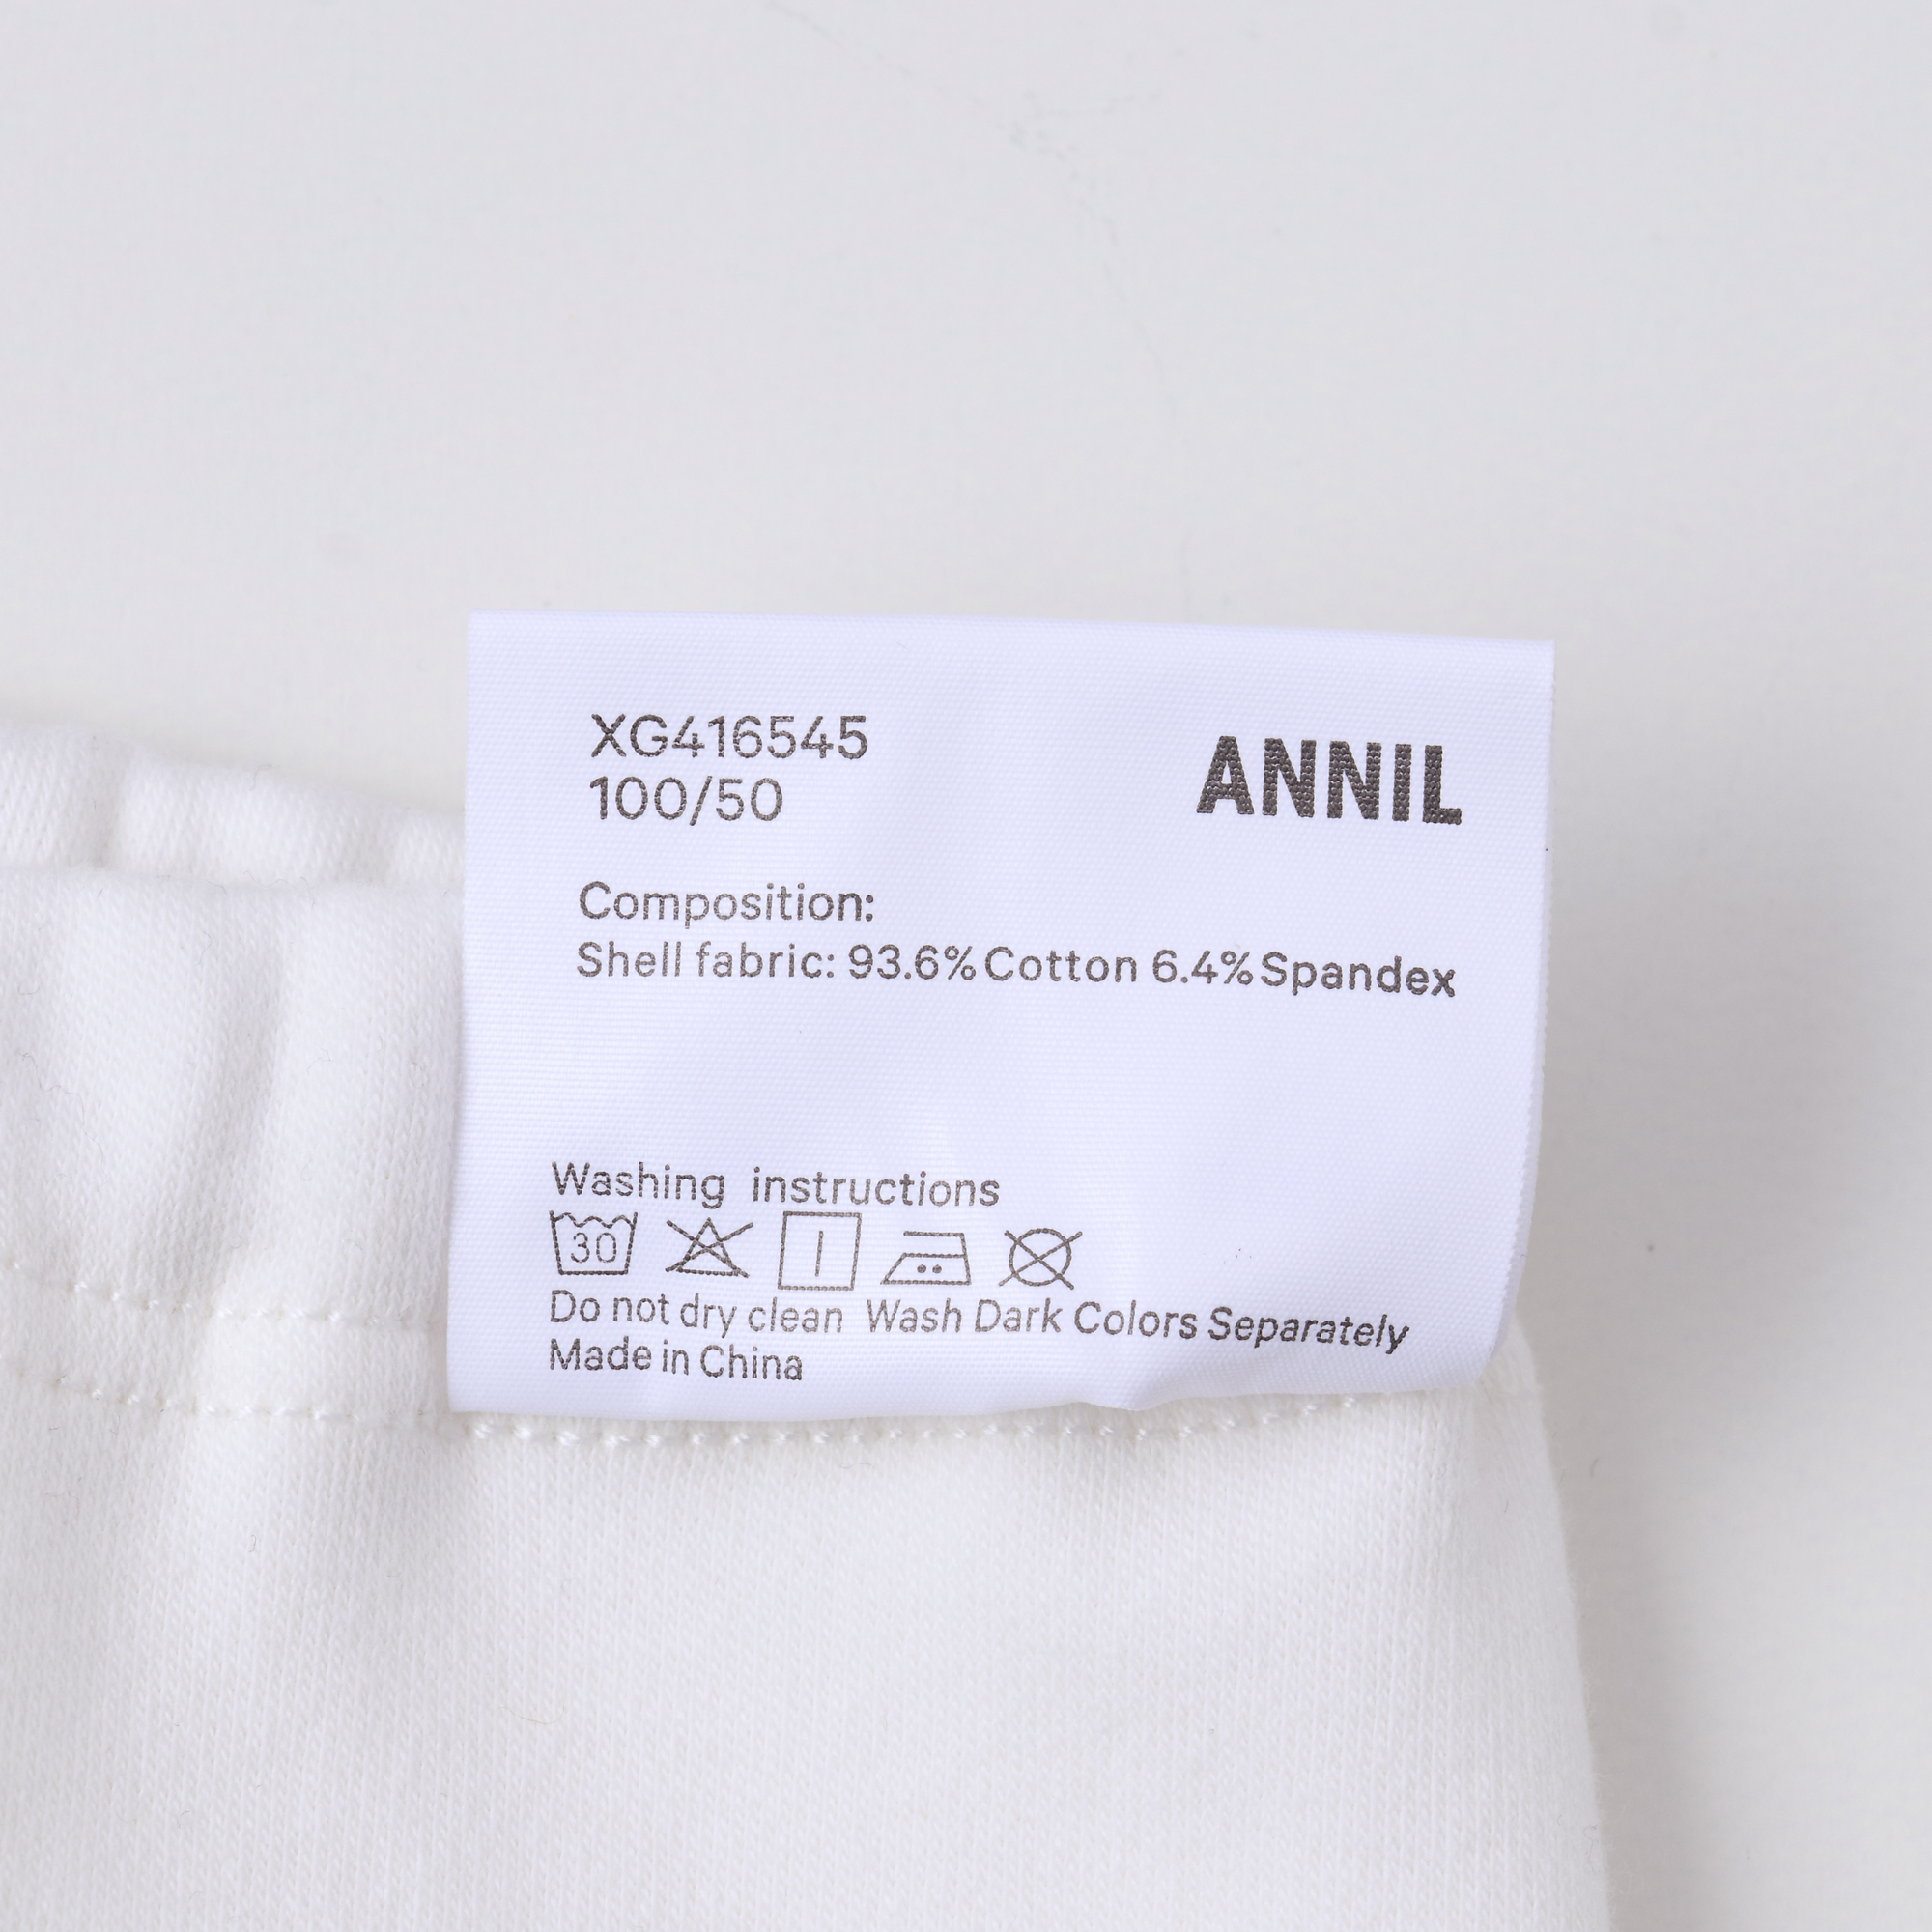 XG416545
100/50
ANNIL
Composition:
Shell fabric: 93.6% Cotton 6.4% Spandex
Washing instructions
30
Do not dry clean Wash Dark Colors Separately
Made in China